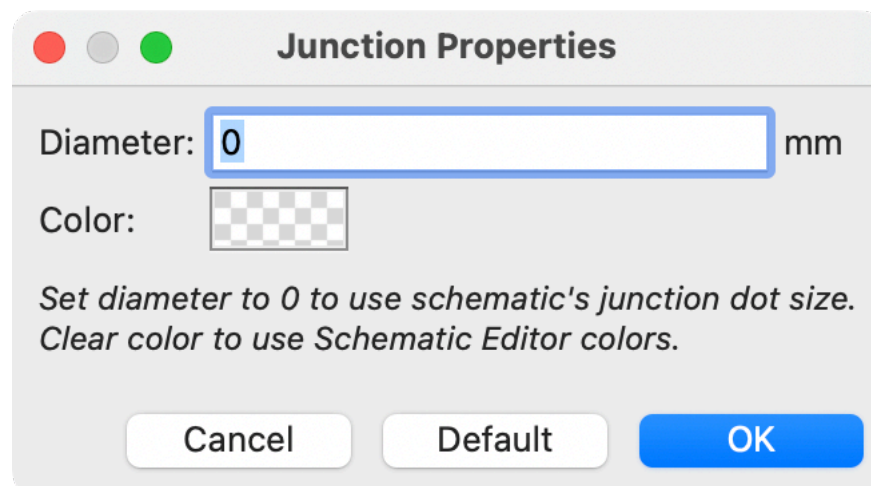 Junction Properties
Diameter: 0 mm
Color:
Set diameter to 0 to use schematic's junction dot size.
Clear color to use Schematic Editor colors.
Cancel Default OK